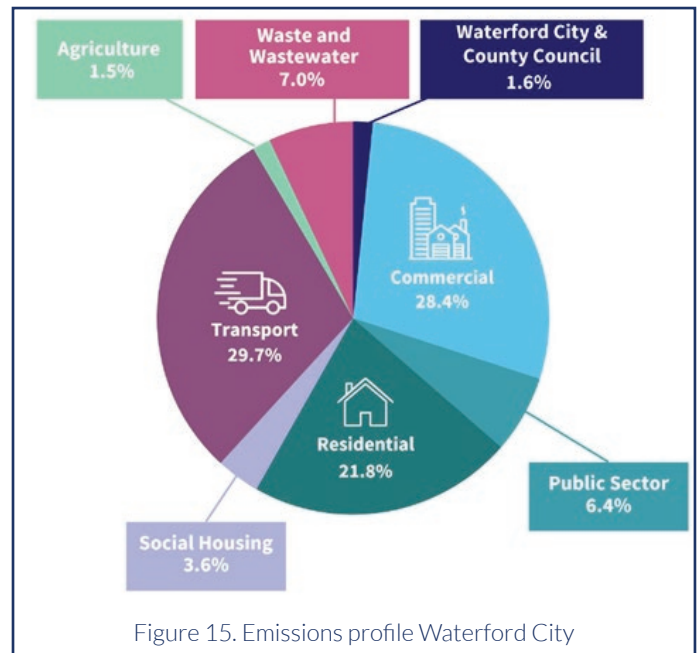 Agriculture
1.5%
Waste and
Wastewater
7.0%
Waterford City &
County Council
1.6%
Commercial
28.4%
Transport
29.7%
Residential
21.8%
Public Sector
6.4%
Social Housing
3.6%
Figure 15. Emissions profile Waterford City